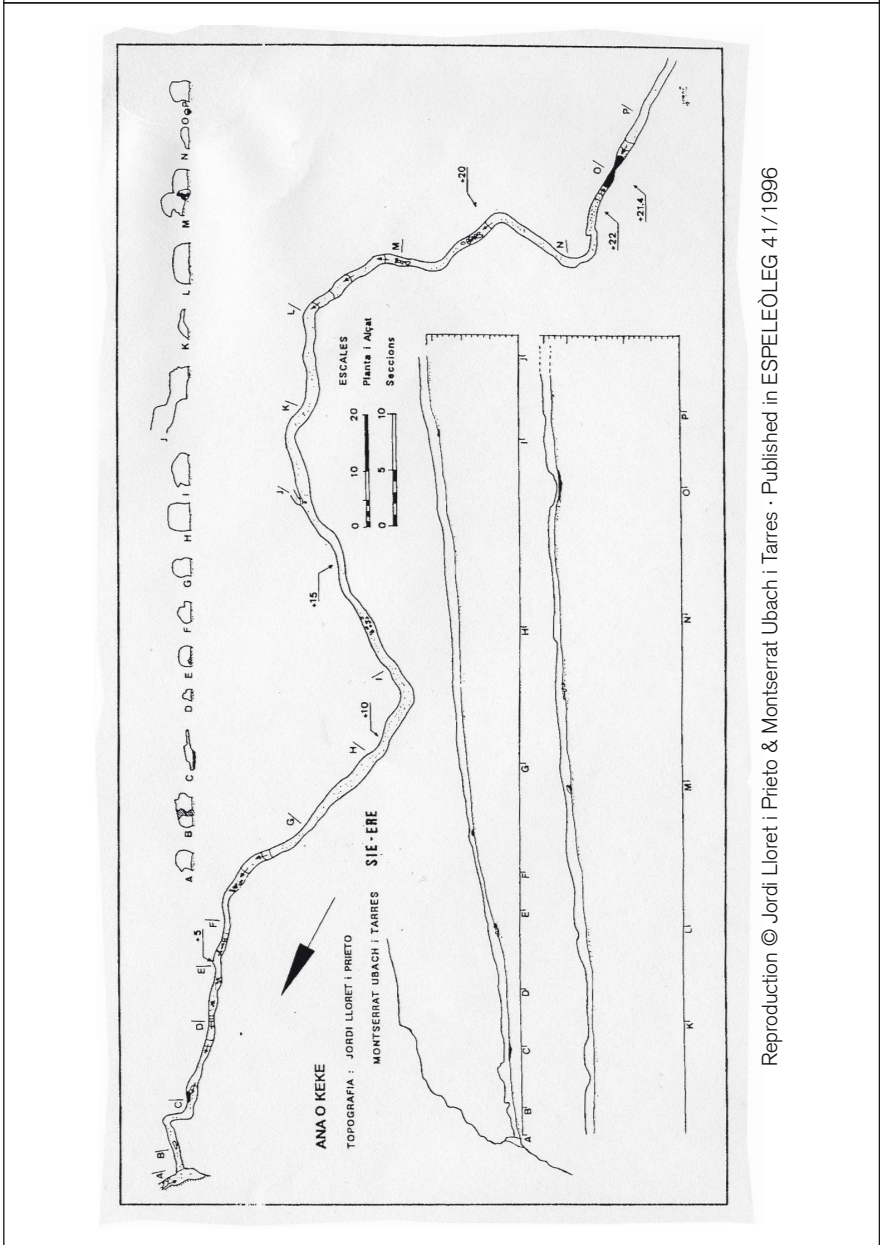 A B C D E F G H I J K L M N O P
A B C D E F G H I J K L M N O P
+5
+10
+15
+20
+22
+21.4
ESCALES
0 10 20 Planta i Alçat
0 5 10 Seccions
ANA O KEKE SIE-ERE
TOPOGRAFIA : JORDI LLORET i PRIETO
MONTSERRAT UBACH i TARRES
A B C D E F G H I J
K L M N O P
Reproduction © Jordi Lloret i Prieto & Montserrat Ubach i Tarres · Published in ESPELEÒLEG 41/1996